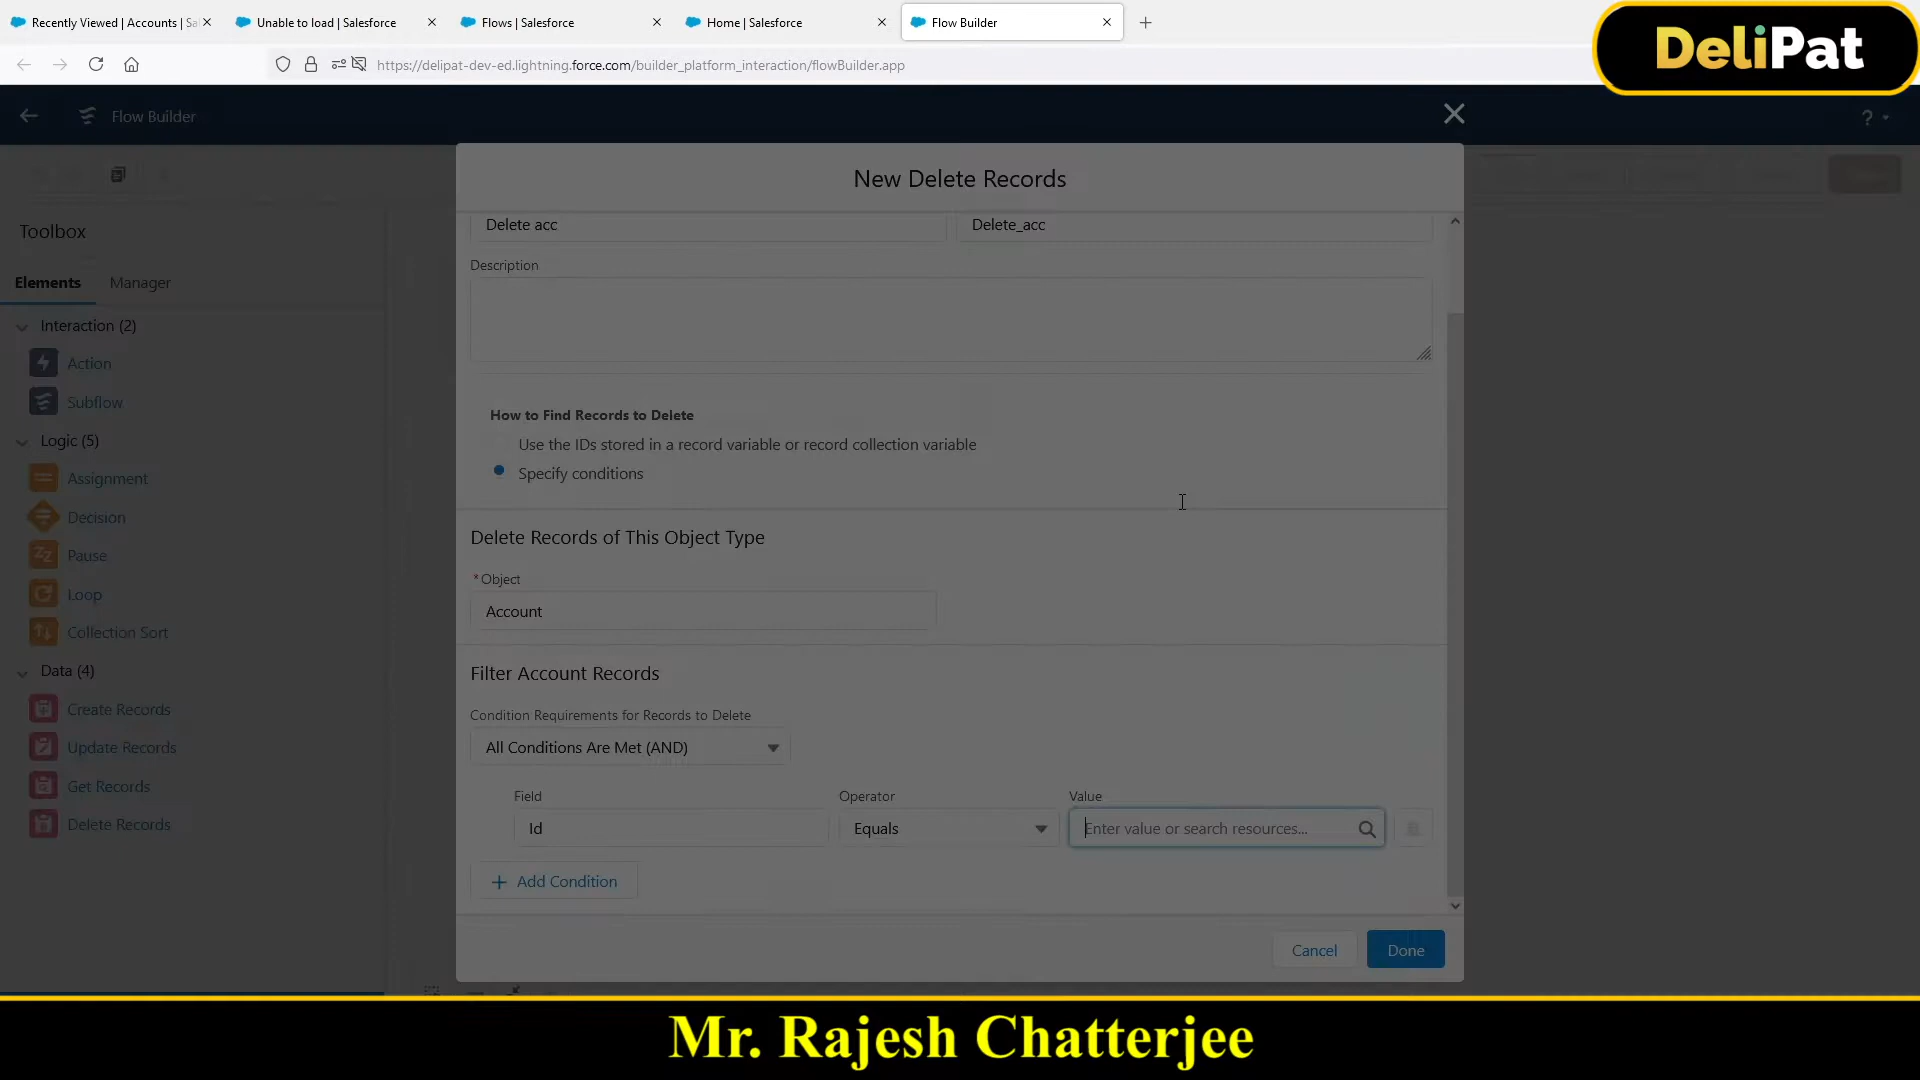 Recently Viewed | Accounts | Sa
Unable to load | Salesforce
Flows | Salesforce
Home | Salesforce
Flow Builder
https://delipat-dev-ed.lightning.force.com/builder_platform_interaction/flowBuilder.app
DeliPat
Flow Builder
?
New Delete Records
Delete acc
Delete_acc
Description
How to Find Records to Delete
Use the IDs stored in a record variable or record collection variable
Specify conditions
Delete Records of This Object Type
*Object
Account
Filter Account Records
Condition Requirements for Records to Delete
All Conditions Are Met (AND)
Field
Operator
Value
Id
Equals
Enter value or search resources...
Add Condition
Cancel
Done
Toolbox
Elements
Manager
Interaction (2)
Action
Subflow
Logic (5)
Assignment
Decision
Pause
Loop
Collection Sort
Data (4)
Create Records
Update Records
Get Records
Delete Records
Mr. Rajesh Chatterjee